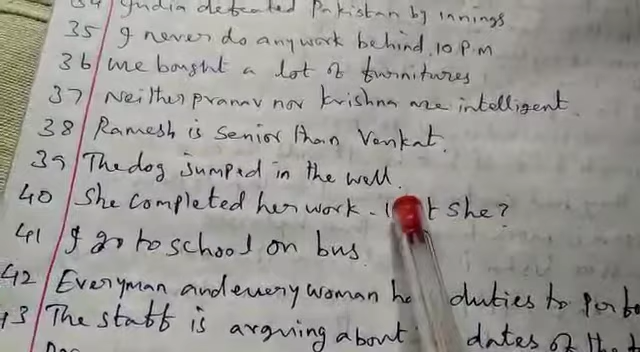 34 India defeated Pakistan by innings
35 I never do any work behind 10 P.M
36 we bought a lot of furnitures
37 Neither pranav nor krishna are intelligent.
38 Ramesh is senior than Venkat.
39 The dog jumped in the well.
40 She completed her work. she?
41 I go to school on bus.
42 Everyman and every woman duties to
43 The staff is arguing about dates of the